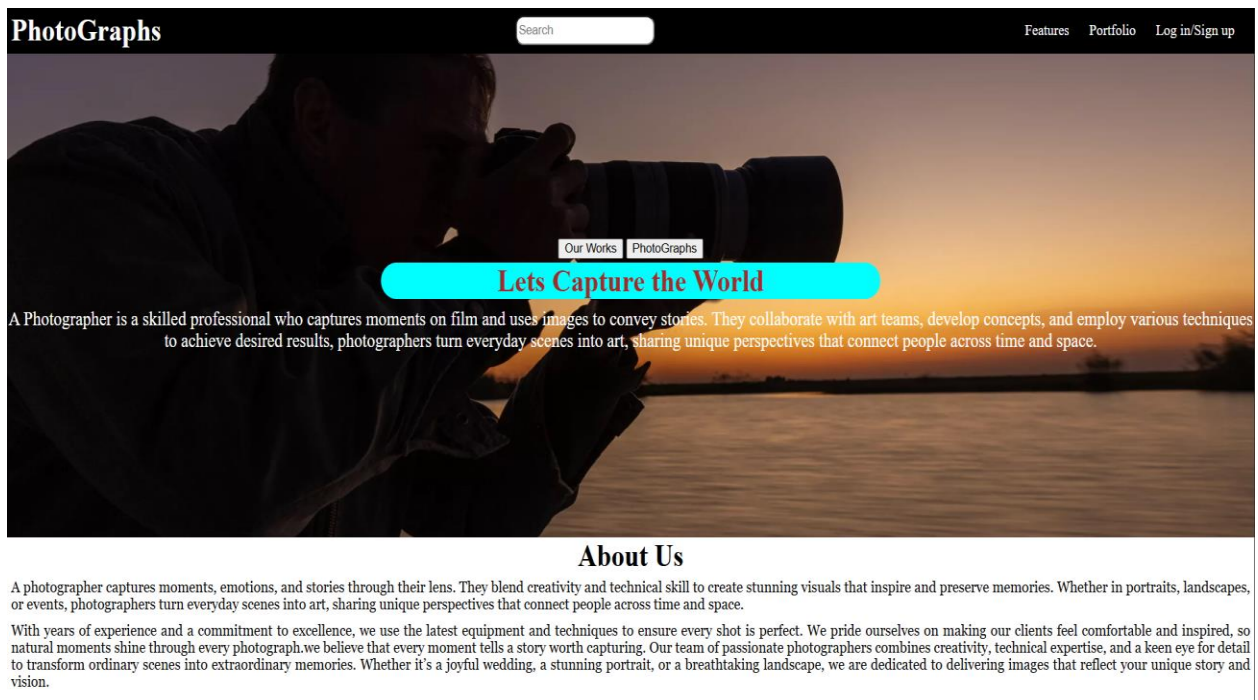 PhotoGraphs
Search
Features Portfolio Log in/Sign up
Our Works PhotoGraphs
Lets Capture the World
A Photographer is a skilled professional who captures moments on film and uses images to convey stories. They collaborate with art teams, develop concepts, and employ various techniques
to achieve desired results, photographers turn everyday scenes into art, sharing unique perspectives that connect people across time and space.
About Us
A photographer captures moments, emotions, and stories through their lens. They blend creativity and technical skill to create stunning visuals that inspire and preserve memories. Whether in portraits, landscapes,
or events, photographers turn everyday scenes into art, sharing unique perspectives that connect people across time and space.
With years of experience and a commitment to excellence, we use the latest equipment and techniques to ensure every shot is perfect. We pride ourselves on making our clients feel comfortable and inspired, so
natural moments shine through every photograph.we believe that every moment tells a story worth capturing. Our team of passionate photographers combines creativity, technical expertise, and a keen eye for detail
to transform ordinary scenes into extraordinary memories. Whether it’s a joyful wedding, a stunning portrait, or a breathtaking landscape, we are dedicated to delivering images that reflect your unique story and
vision.